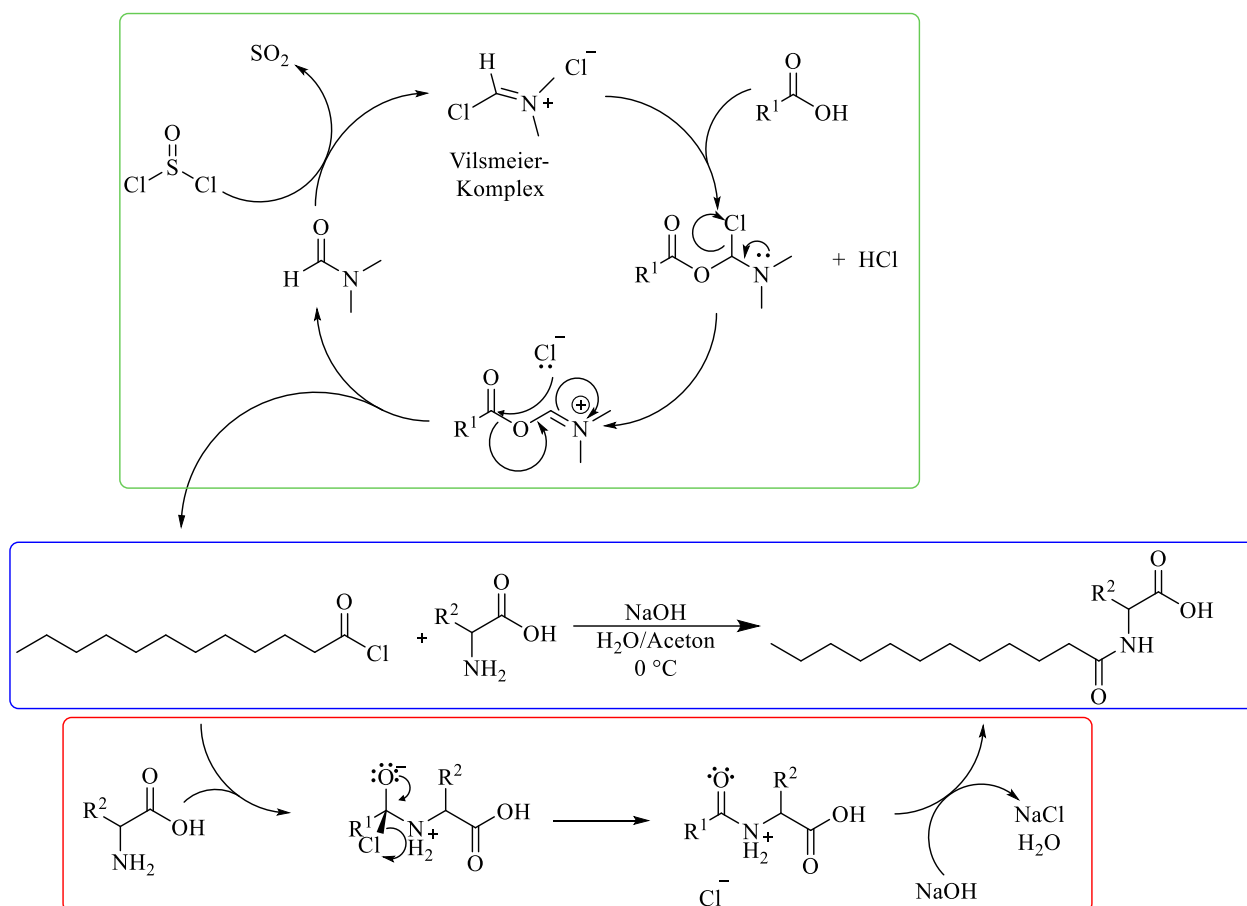 SO₂
H
Cl⁻
Cl
N⁺
Vilsmeier-
Komplex
O
R¹
OH
O
S
Cl
Cl
O
H
N
O
Cl
R¹
O
N
+ HCl
Cl⁻
O
R¹
O
N
+
O
Cl
+
R²
O
OH
NH₂
NaOH
H₂O/Aceton
0 °C
R²
O
OH
NH
O
R²
O
OH
NH₂
O⁻
R²
R¹
Cl
N⁺
H₂
OH
O
O
R²
R¹
N⁺
H₂
OH
O
Cl⁻
NaOH
NaCl
H₂O